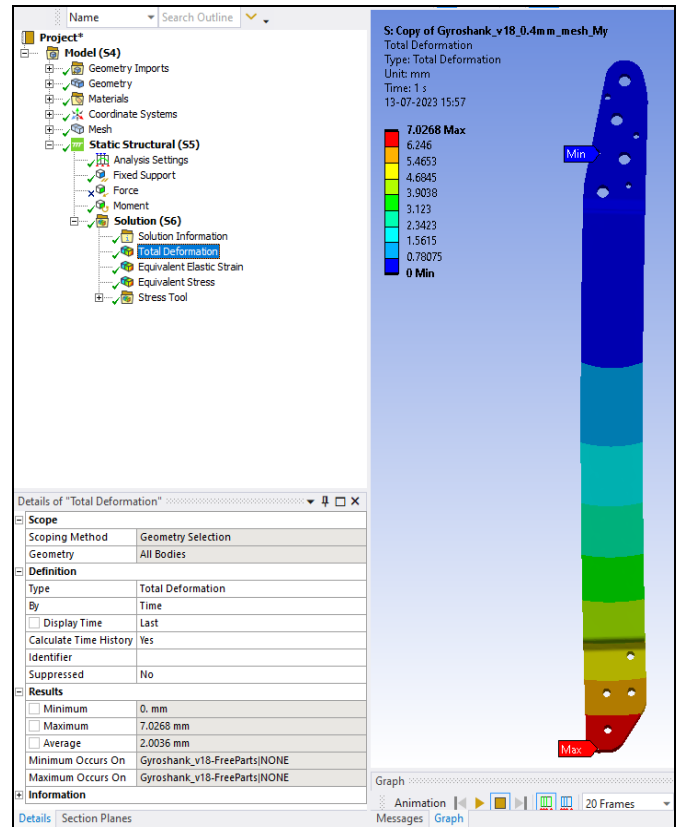 Name
Search Outline
Project*
Model (S4)
Geometry Imports
Geometry
Materials
Coordinate Systems
Mesh
Static Structural (S5)
Analysis Settings
Fixed Support
Force
Moment
Solution (S6)
Solution Information
Total Deformation
Equivalent Elastic Strain
Equivalent Stress
Stress Tool
Details of "Total Deformation"
Scope
Scoping Method Geometry Selection
Geometry All Bodies
Definition
Type Total Deformation
By Time
Display Time Last
Calculate Time History Yes
Identifier
Suppressed No
Results
Minimum 0. mm
Maximum 7.0268 mm
Average 2.0036 mm
Minimum Occurs On Gyroshank_v18-FreeParts|NONE
Maximum Occurs On Gyroshank_v18-FreeParts|NONE
Information
Details Section Planes
S: Copy of Gyroshank_v18_0.4mm_mesh_My
Total Deformation
Type: Total Deformation
Unit: mm
Time: 1 s
13-07-2023 15:57
7.0268 Max
6.246
5.4653
4.6845
3.9038
3.123
2.3423
1.5615
0.78075
0 Min
Min
Max
Graph
Animation 20 Frames
Messages Graph